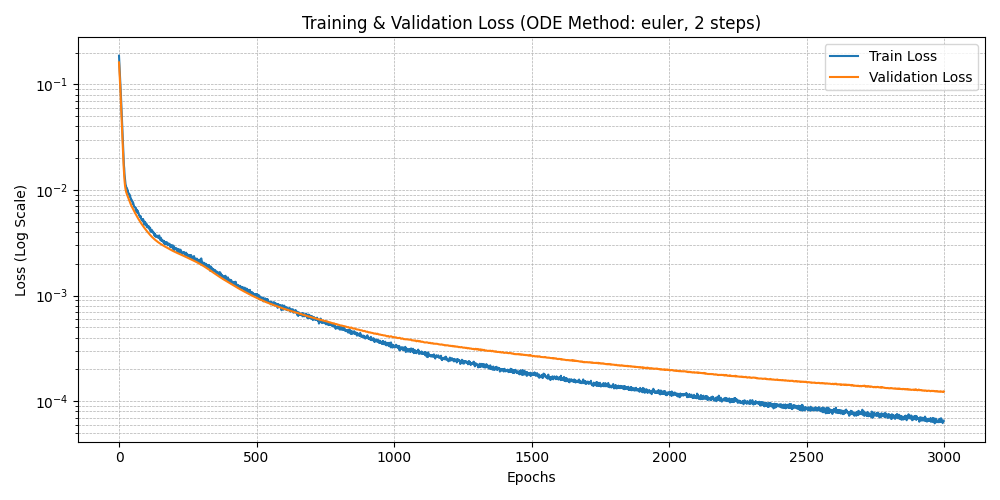 Training & Validation Loss (ODE Method: euler, 2 steps)
Train Loss
Validation Loss
Loss (Log Scale)
10⁻¹
10⁻²
10⁻³
10⁻⁴
0 500 1000 1500 2000 2500 3000
Epochs